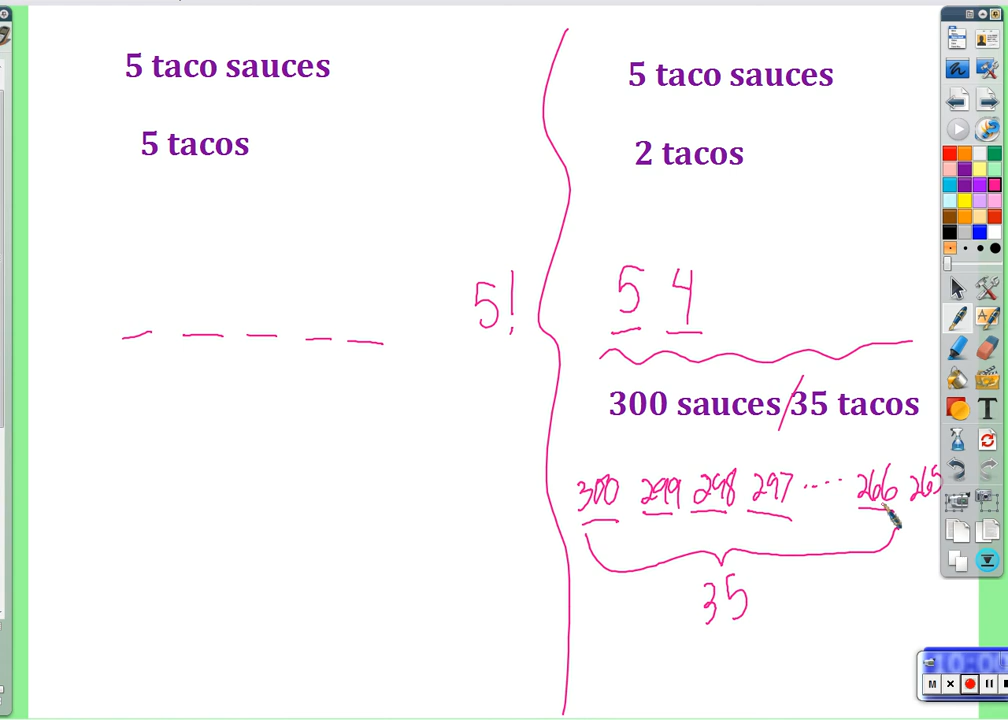 5 taco sauces
5 tacos
5!
5 taco sauces
2 tacos
5 4
300 sauces/35 tacos
300 299 298 297 .... 266 265
35